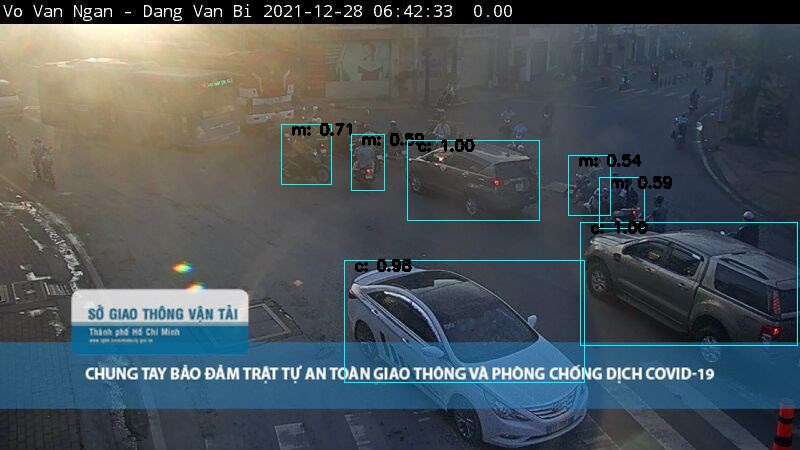 Vo Van Ngan - Dang Van Bi 2021-12-28 06:42:33 0.00
m: 0.71
m: 0.59
c: 1.00
m: 0.54
m: 0.59
c: 1.00
c: 0.98
SỞ GIAO THÔNG VẬN TẢI
Thành phố Hồ Chí Minh
CHUNG TAY BẢO ĐẢM TRẬT TỰ AN TOÀN GIAO THÔNG VÀ PHÒNG CHỐNG DỊCH COVID-19